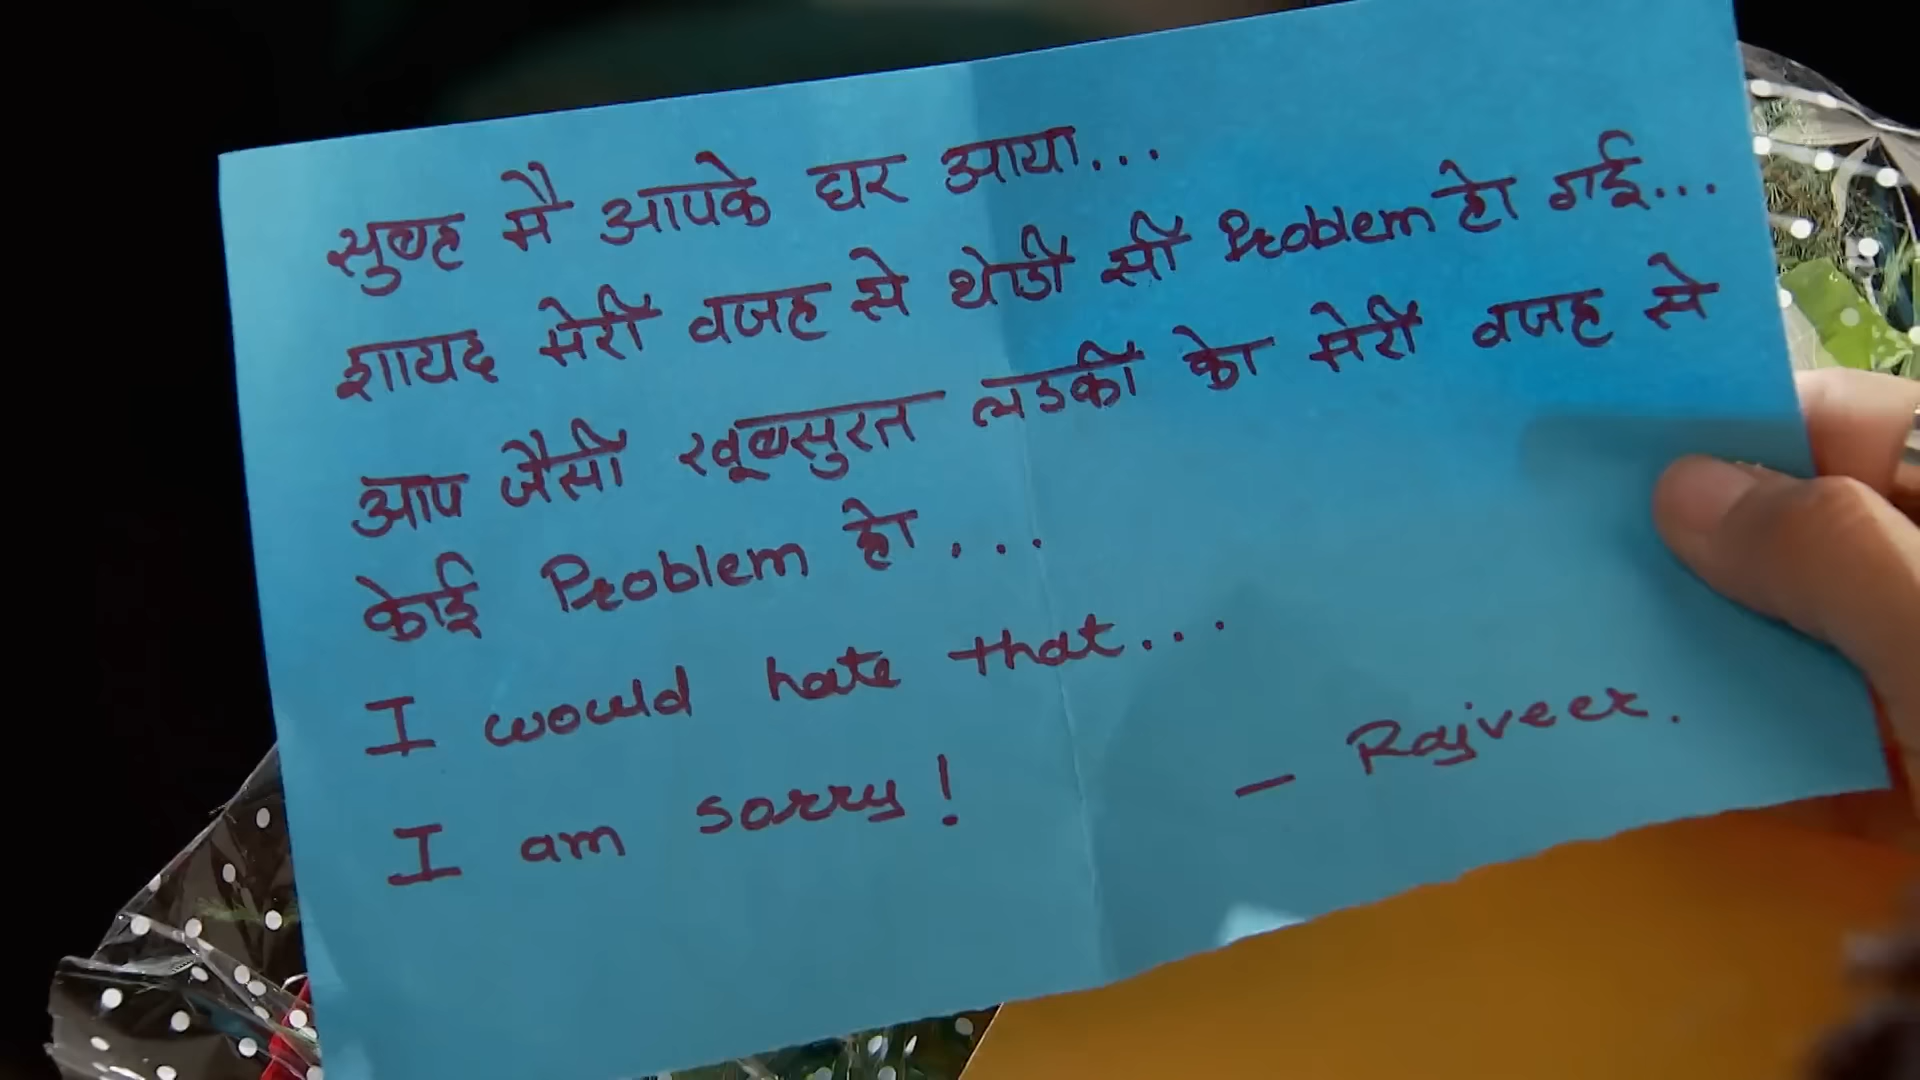 सुबह मै आपके घर आया...
शायद मेरी वजह से थोडी सी Problem हो गई...
आप जैसी खूबसुरत लडकी को मेरी वजह से
कोई Problem हो...
I would hate that...
I am sorry!
– Rajveer.